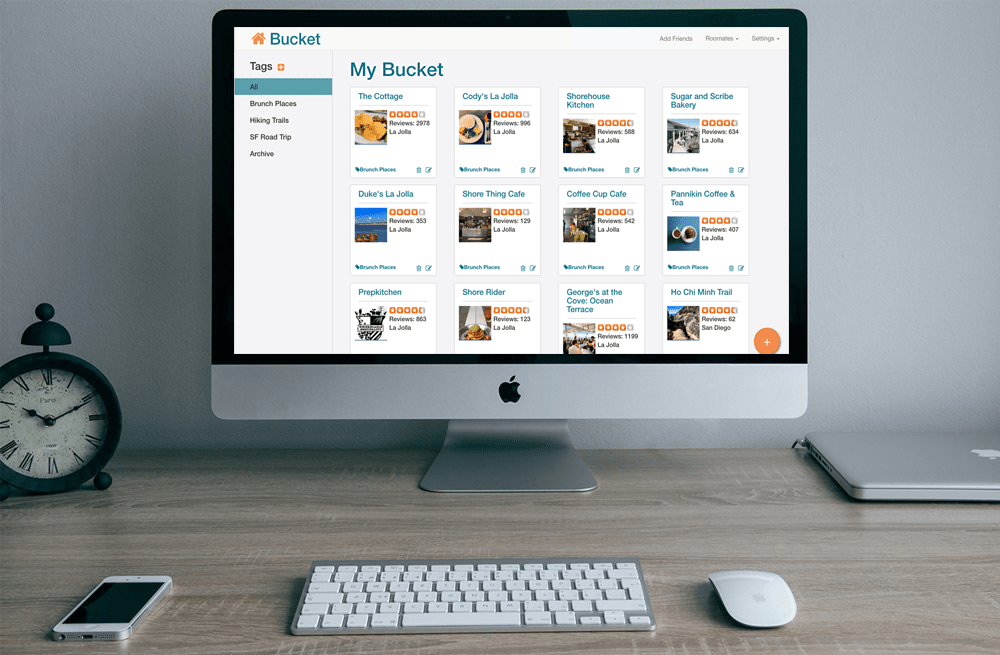 Bucket
Add Friends Roomates Settings
Tags
My Bucket
All
Brunch Places
Hiking Trails
SF Road Trip
Archive
The Cottage
Reviews: 2978
La Jolla
Brunch Places
Cody's La Jolla
Reviews: 996
La Jolla
Brunch Places
Shorehouse
Kitchen
Reviews: 588
La Jolla
Brunch Places
Sugar and Scribe
Bakery
Reviews: 634
La Jolla
Brunch Places
Duke's La Jolla
Reviews: 353
La Jolla
Brunch Places
Shore Thing Cafe
Reviews: 129
La Jolla
Brunch Places
Coffee Cup Cafe
Reviews: 542
La Jolla
Brunch Places
Pannikin Coffee &
Tea
Reviews: 407
La Jolla
Brunch Places
Prepkitchen
Reviews: 863
La Jolla
Shore Rider
Reviews: 123
La Jolla
George's at the
Cove: Ocean
Terrace
Reviews: 1199
La Jolla
Ho Chi Minh Trail
Reviews: 62
San Diego
+
Paris